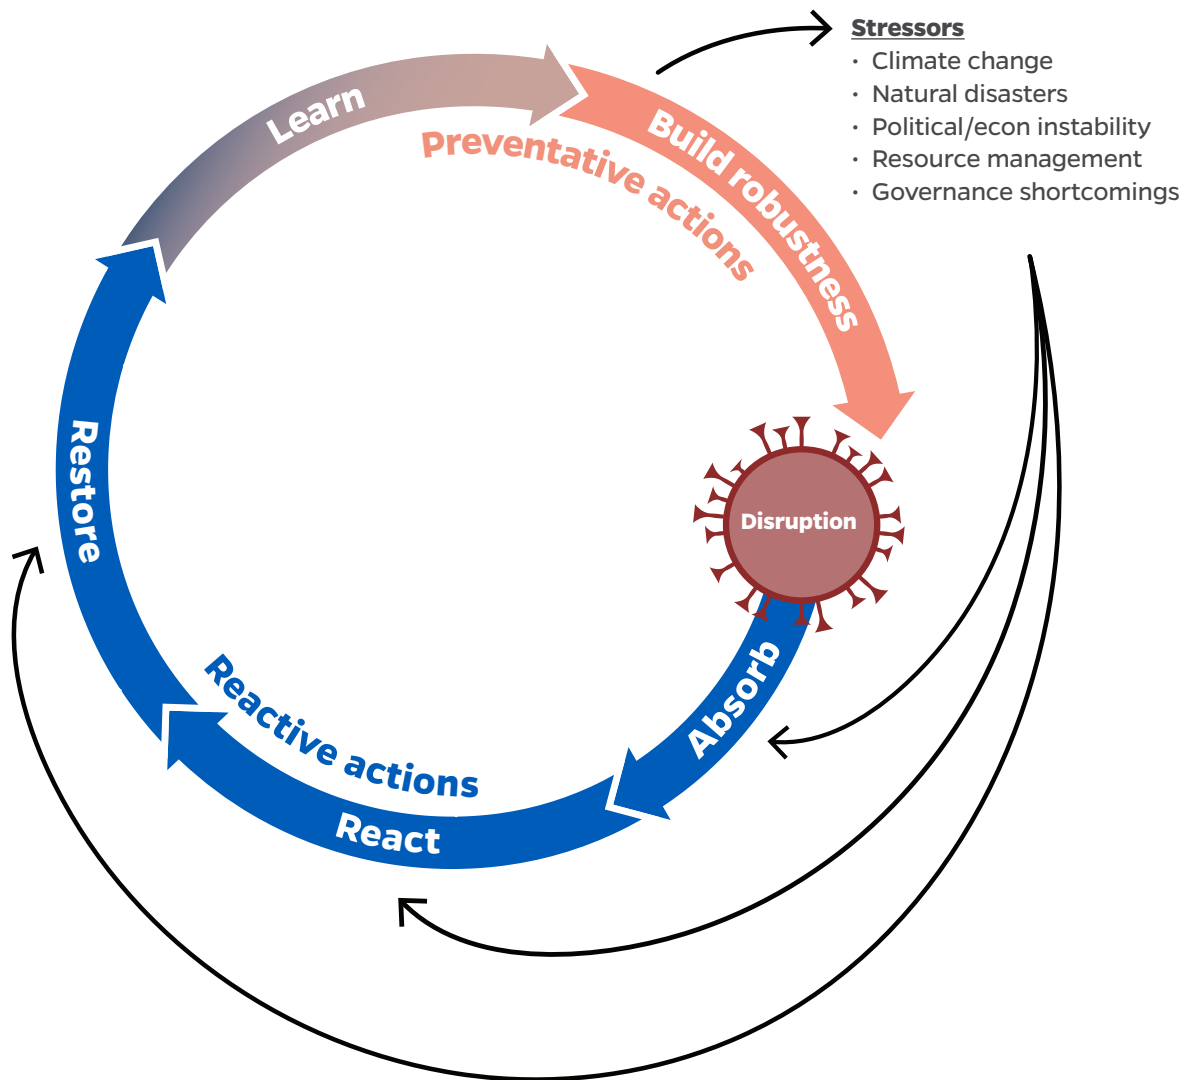 Stressors
· Climate change
· Natural disasters
· Political/econ instability
· Resource management
· Governance shortcomings
Learn
Preventative actions
Build robustness
Disruption
Absorb
Reactive actions
React
Restore